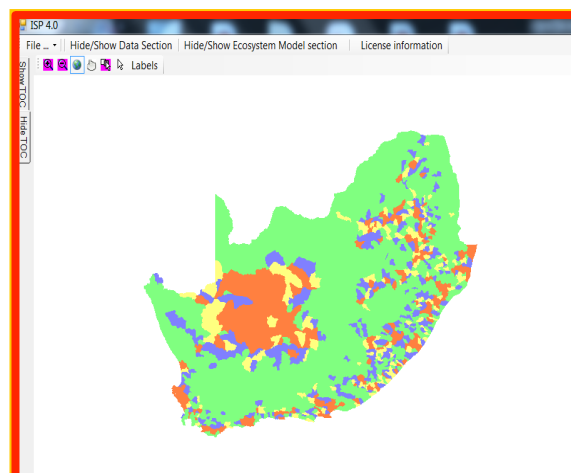 ISP 4.0
File ... Hide/Show Data Section Hide/Show Ecosystem Model section License information
Labels
Show TOC
Hide TOC